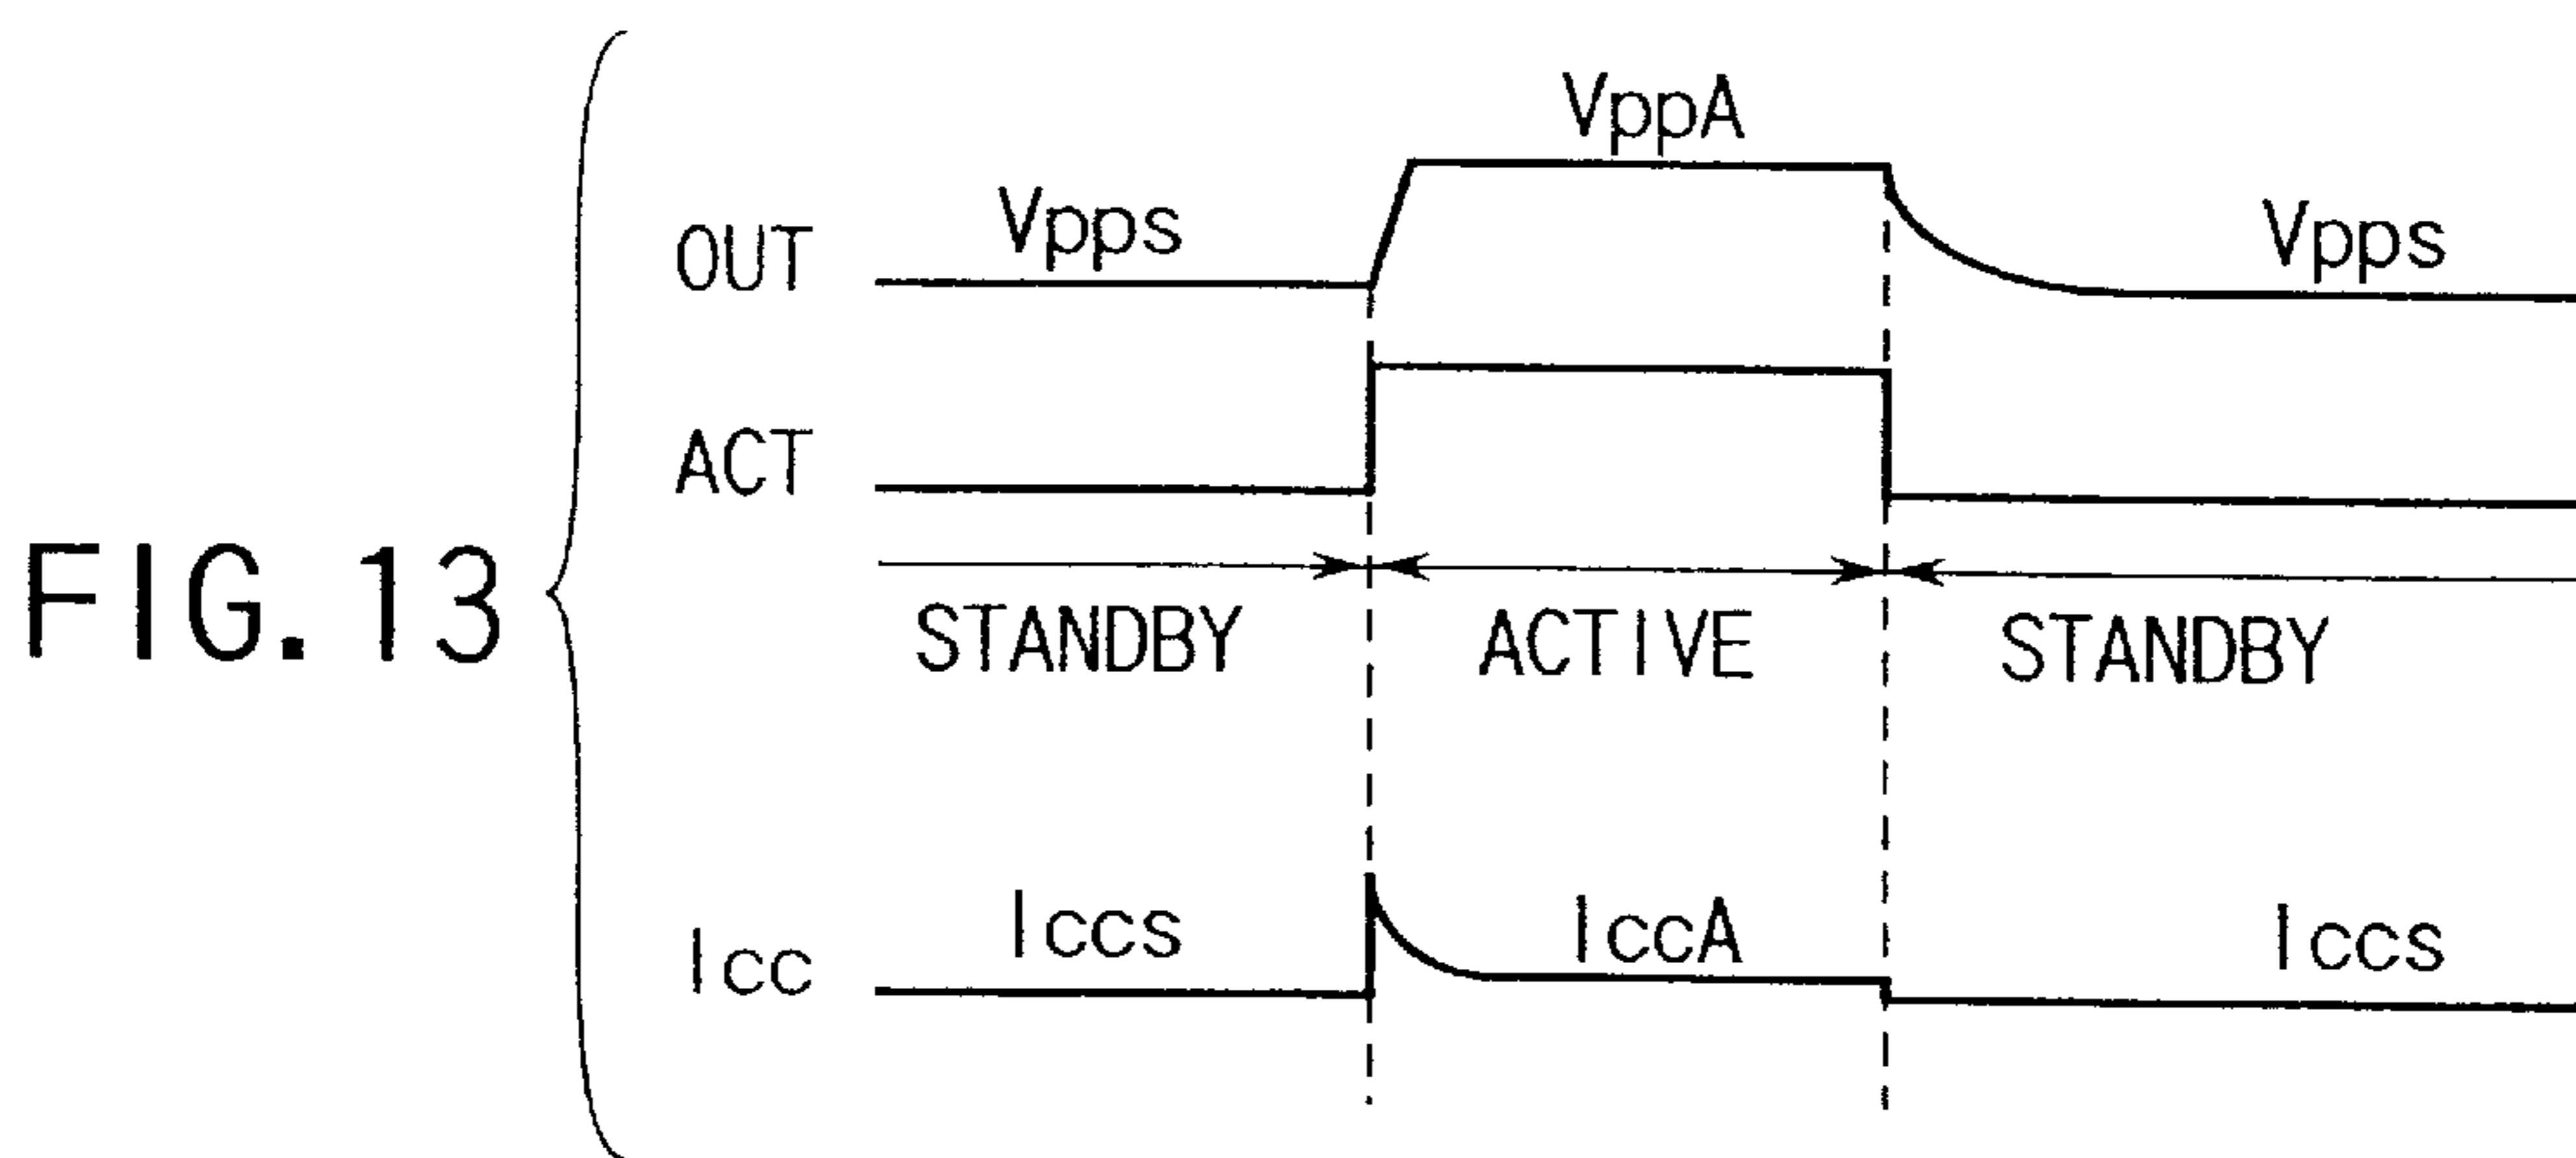 FIG.13
VppA
OUT Vpps Vpps
ACT
STANDBY ACTIVE STANDBY
Icc Iccs IccA Iccs